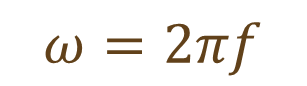 ω = 2πf